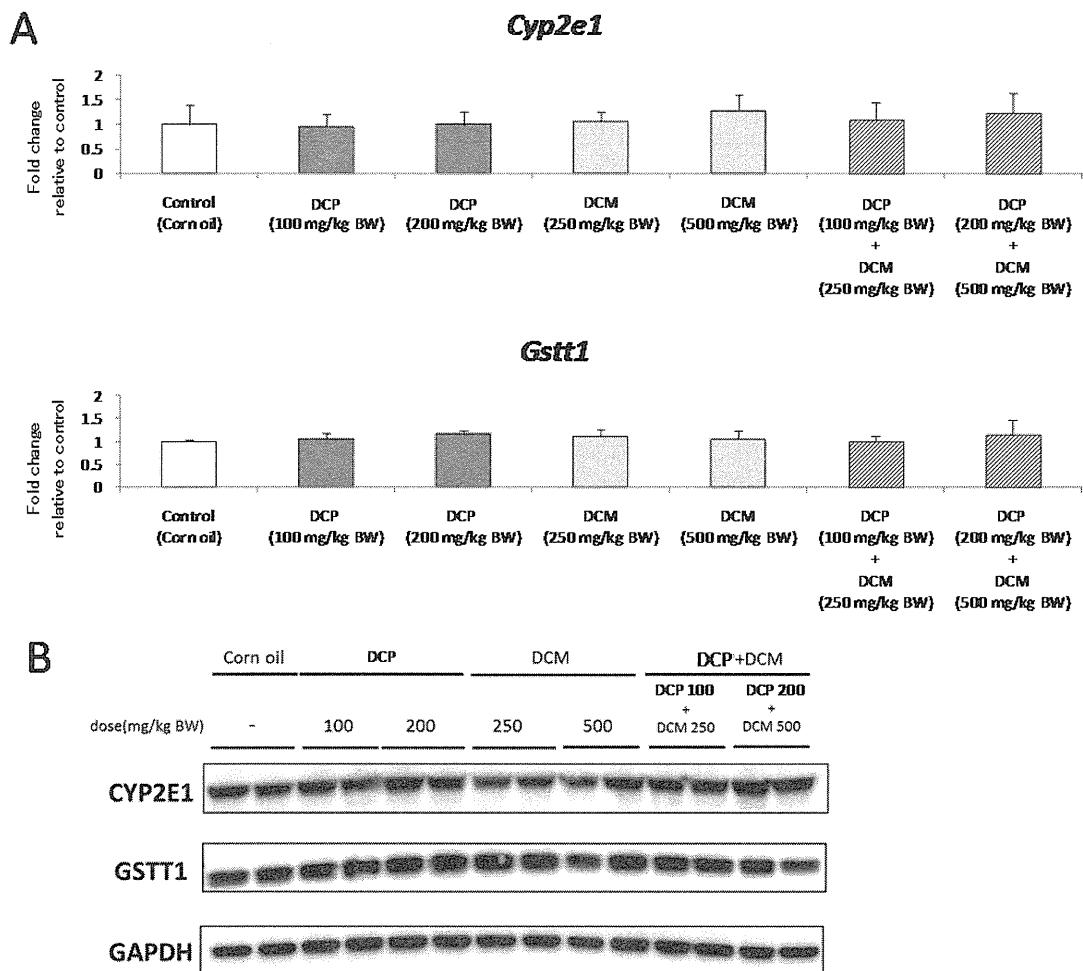 A
Cyp2e1
Fold change
relative to control
2
1.5
1
0.5
0
Control
(Corn oil)
DCP
(100 mg/kg BW)
DCP
(200 mg/kg BW)
DCM
(250 mg/kg BW)
DCM
(500 mg/kg BW)
DCP
(100 mg/kg BW)
+
DCM
(250 mg/kg BW)
DCP
(200 mg/kg BW)
+
DCM
(500 mg/kg BW)
Gstt1
Fold change
relative to control
2
1.5
1
0.5
0
Control
(Corn oil)
DCP
(100 mg/kg BW)
DCP
(200 mg/kg BW)
DCM
(250 mg/kg BW)
DCM
(500 mg/kg BW)
DCP
(100 mg/kg BW)
+
DCM
(250 mg/kg BW)
DCP
(200 mg/kg BW)
+
DCM
(500 mg/kg BW)
B
Corn oil DCP DCM DCP+DCM
DCP 100
+
DCM 250
DCP 200
+
DCM 500
dose(mg/kg BW) - 100 200 250 500
CYP2E1
GSTT1
GAPDH